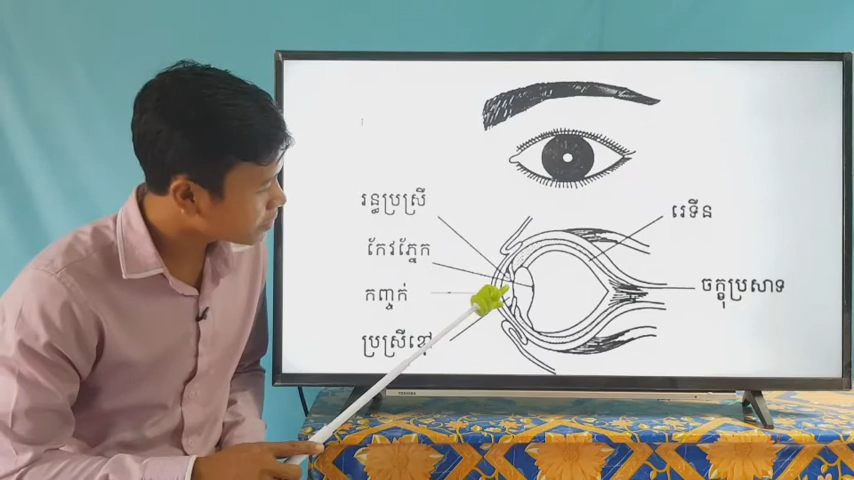 រន្ធប្រស្រី
កែវភ្នែក
កញ្ចក់
ប្រស្រីខ្មៅ
រេទីន
ចក្ខុប្រសាទ
TOSHIBA